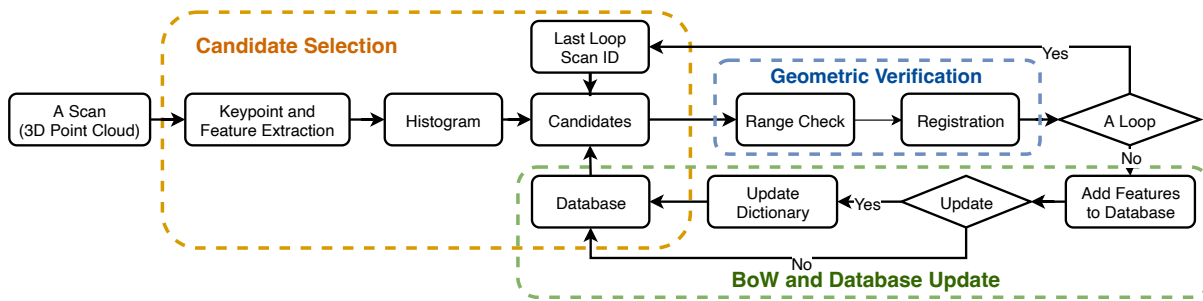 Candidate Selection
Last Loop
Scan ID
Yes
Geometric Verification
A Scan
(3D Point Cloud)
Keypoint and
Feature Extraction
Histogram
Candidates
Range Check
Registration
A Loop
No
Database
Update
Dictionary
Yes
Update
Add Features
to Database
No
BoW and Database Update